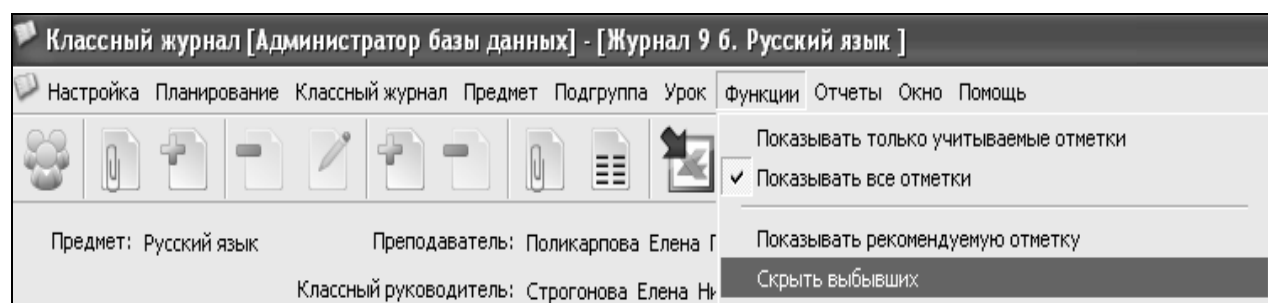 Классный журнал [Администратор базы данных] - [Журнал 9 б. Русский язык ]
Настройка Планирование Классный журнал Предмет Подгруппа Урок Функции Отчеты Окно Помощь
Показывать только учитываемые отметки
Показывать все отметки
Предмет: Русский язык Преподаватель: Поликарпова Елена
Показывать рекомендуемую отметку
Скрыть выбывших
Классный руководитель: Строгонова Елена